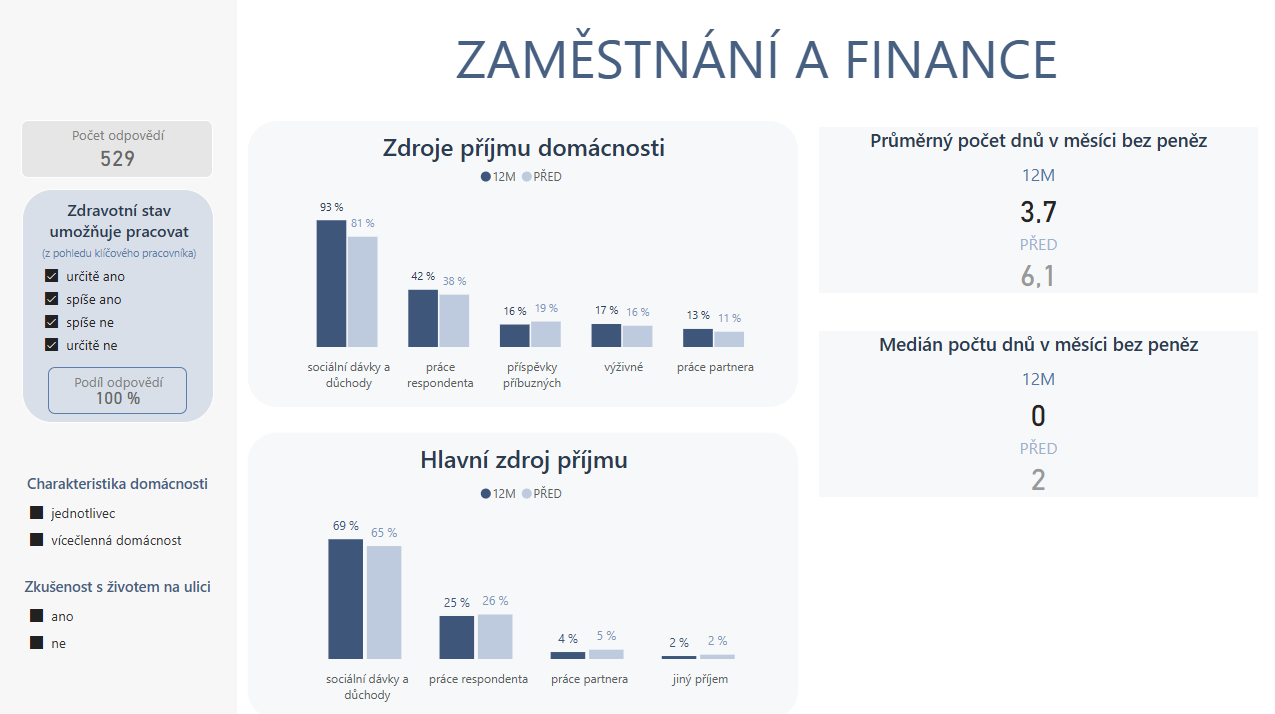 ZAMĚSTNÁNÍ A FINANCE
Počet odpovědí
529
Zdravotní stav
umožňuje pracovat
(z pohledu klíčového pracovníka)
určitě ano
spíše ano
spíše ne
určitě ne
Podíl odpovědí
100 %
Charakteristika domácnosti
jednotlivec
vícečlenná domácnost
Zkušenost s životem na ulici
ano
ne
Zdroje příjmu domácnosti
12M PŘED
93 % 81 % 42 % 38 % 16 % 19 % 17 % 16 % 13 % 11 %
sociální dávky a práce příspěvky výživné práce partnera
důchody respondenta příbuzných
Hlavní zdroj příjmu
12M PŘED
69 % 65 % 25 % 26 % 4 % 5 % 2 % 2 %
sociální dávky a práce respondenta práce partnera jiný příjem
důchody
Průměrný počet dnů v měsíci bez peněz
12M
3.7
PŘED
6,1
Medián počtu dnů v měsíci bez peněz
12M
0
PŘED
2